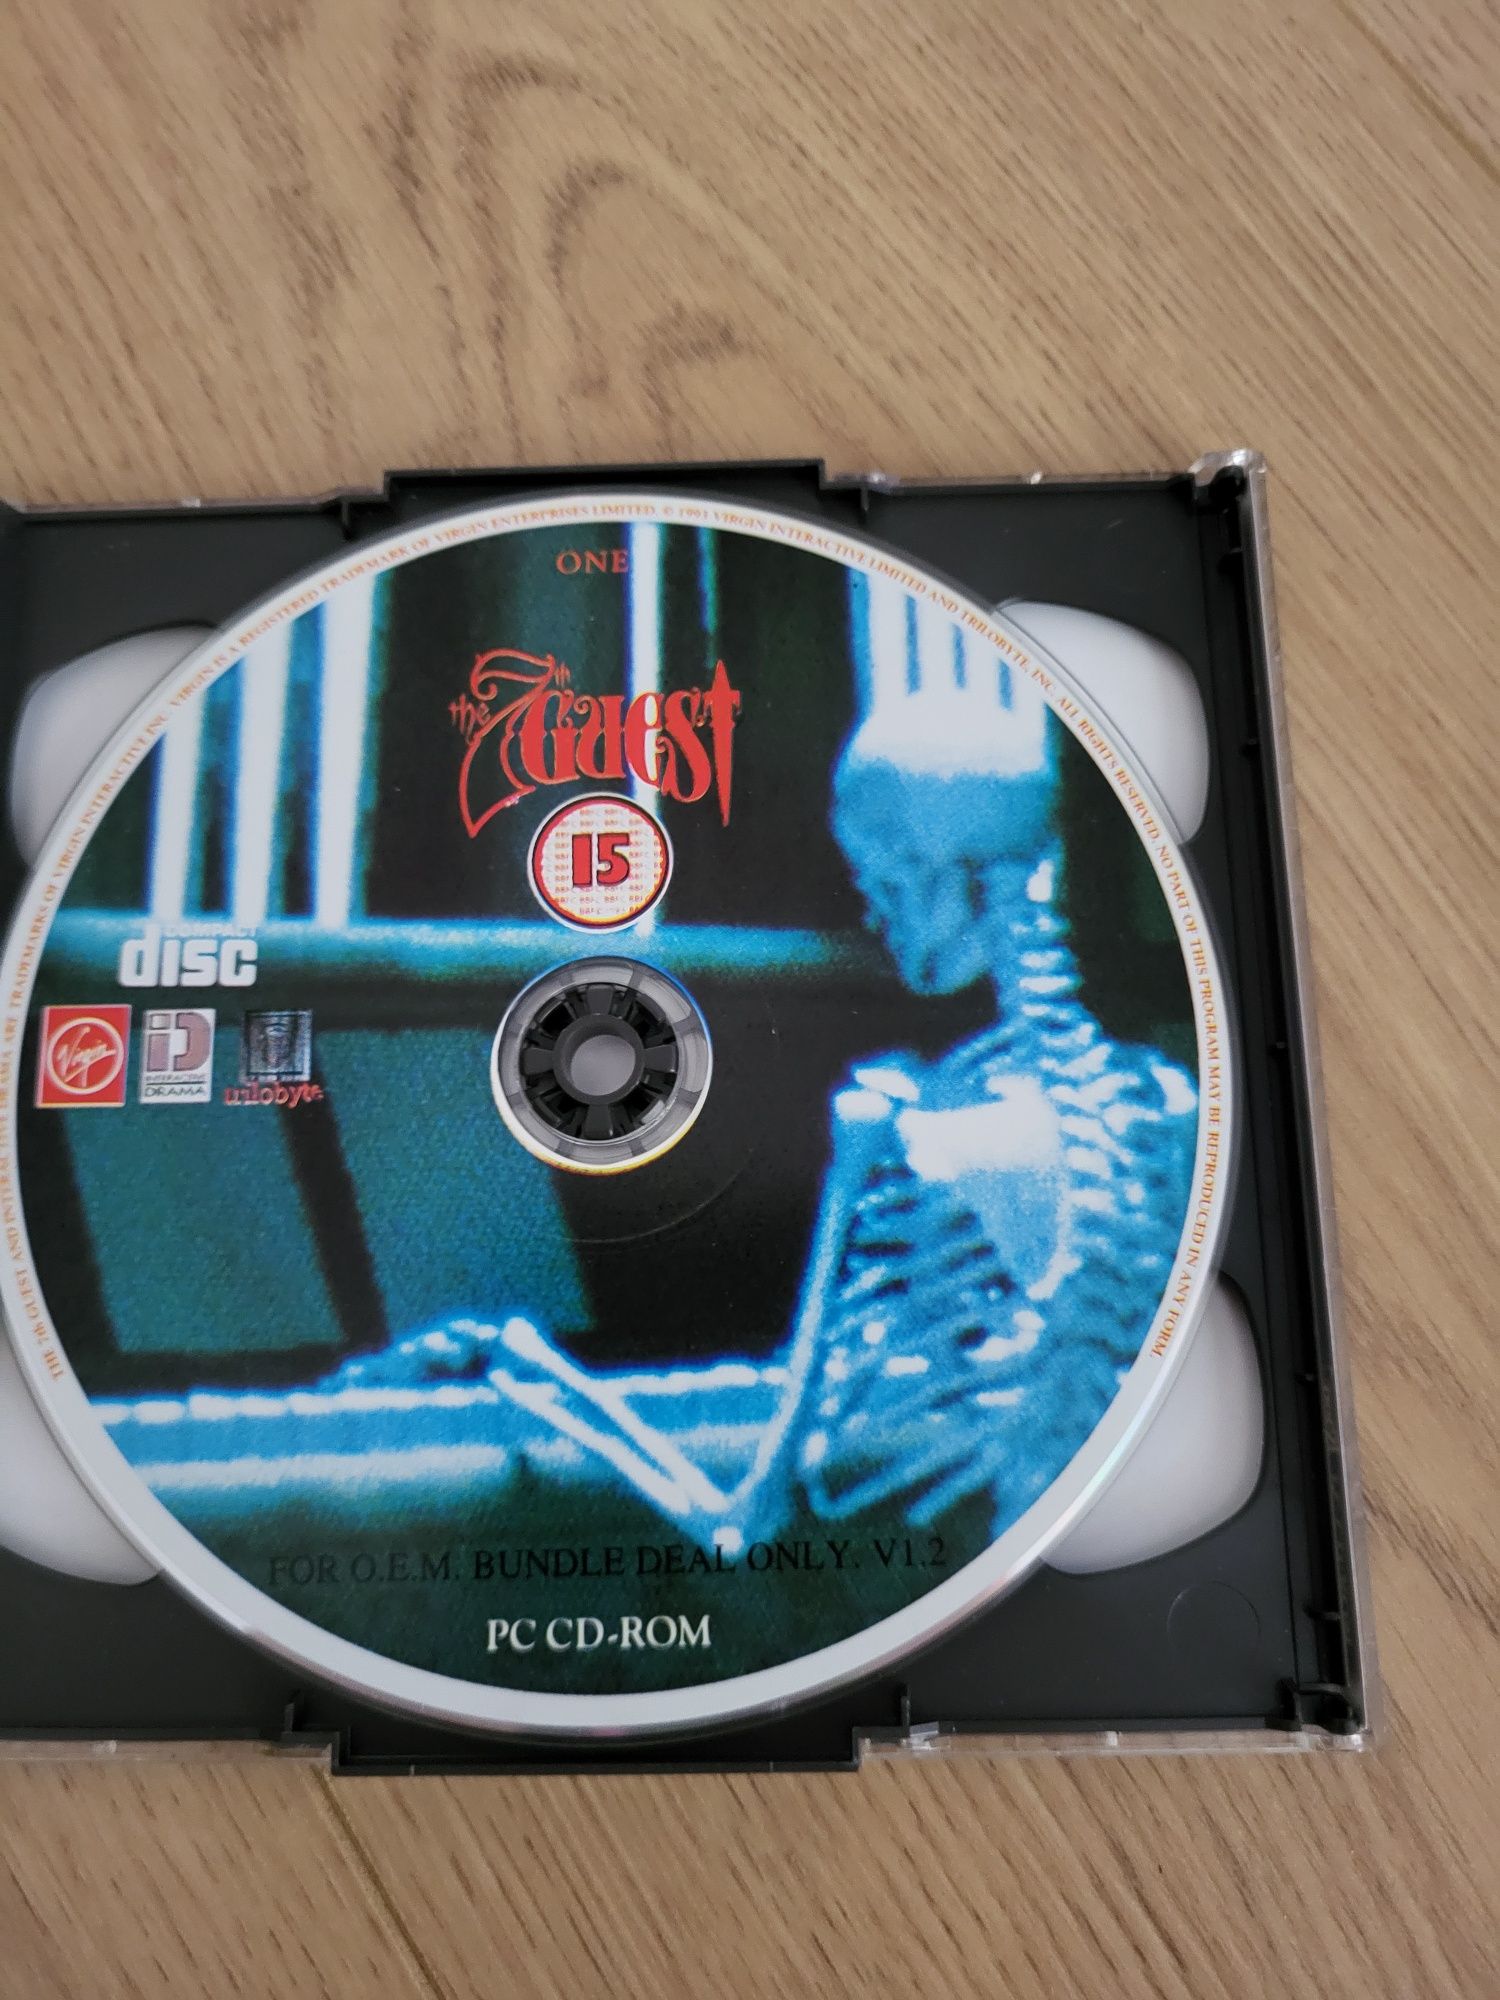 THE 7th GUEST AND INTERACTIVE DRAMA ARE TRADEMARKS OF VIRGIN INTERACTIVE INC. VIRGIN IS A REGISTERED TRADEMARK OF VIRGIN ENTERPRISES LIMITED. © 1993 VIRGIN INTERACTIVE LIMITED AND TRILOBYTE, INC. ALL RIGHTS RESERVED. NO PART OF THIS PROGRAM MAY BE REPRODUCED IN ANY FORM.
ONE
the 7th Guest
15
COMPACT
disc
Virgin
iD
INTERACTIVE
DRAMA
trilobyte
FOR O.E.M. BUNDLE DEAL ONLY. V1.2
PC CD-ROM